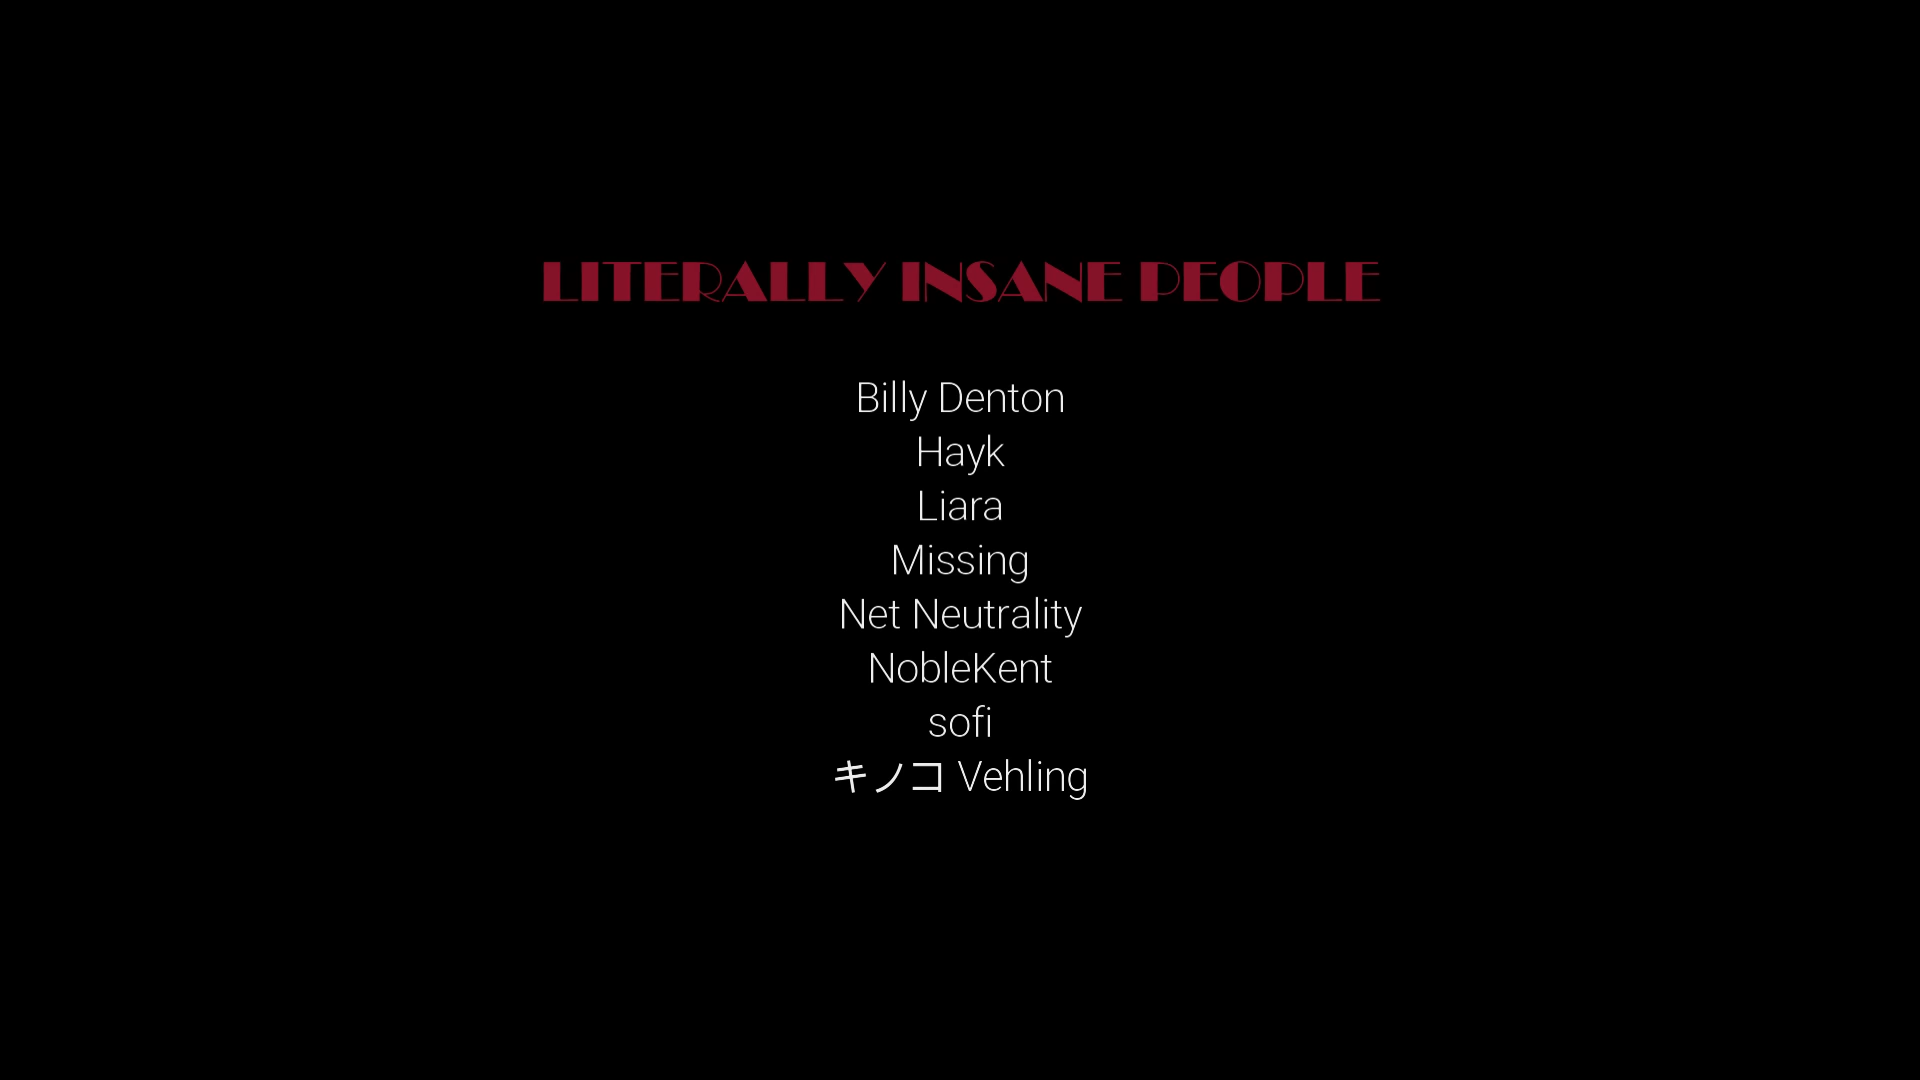 LITERALLY INSANE PEOPLE
Billy Denton
Hayk
Liara
Missing
Net Neutrality
NobleKent
sofi
キノコ Vehling